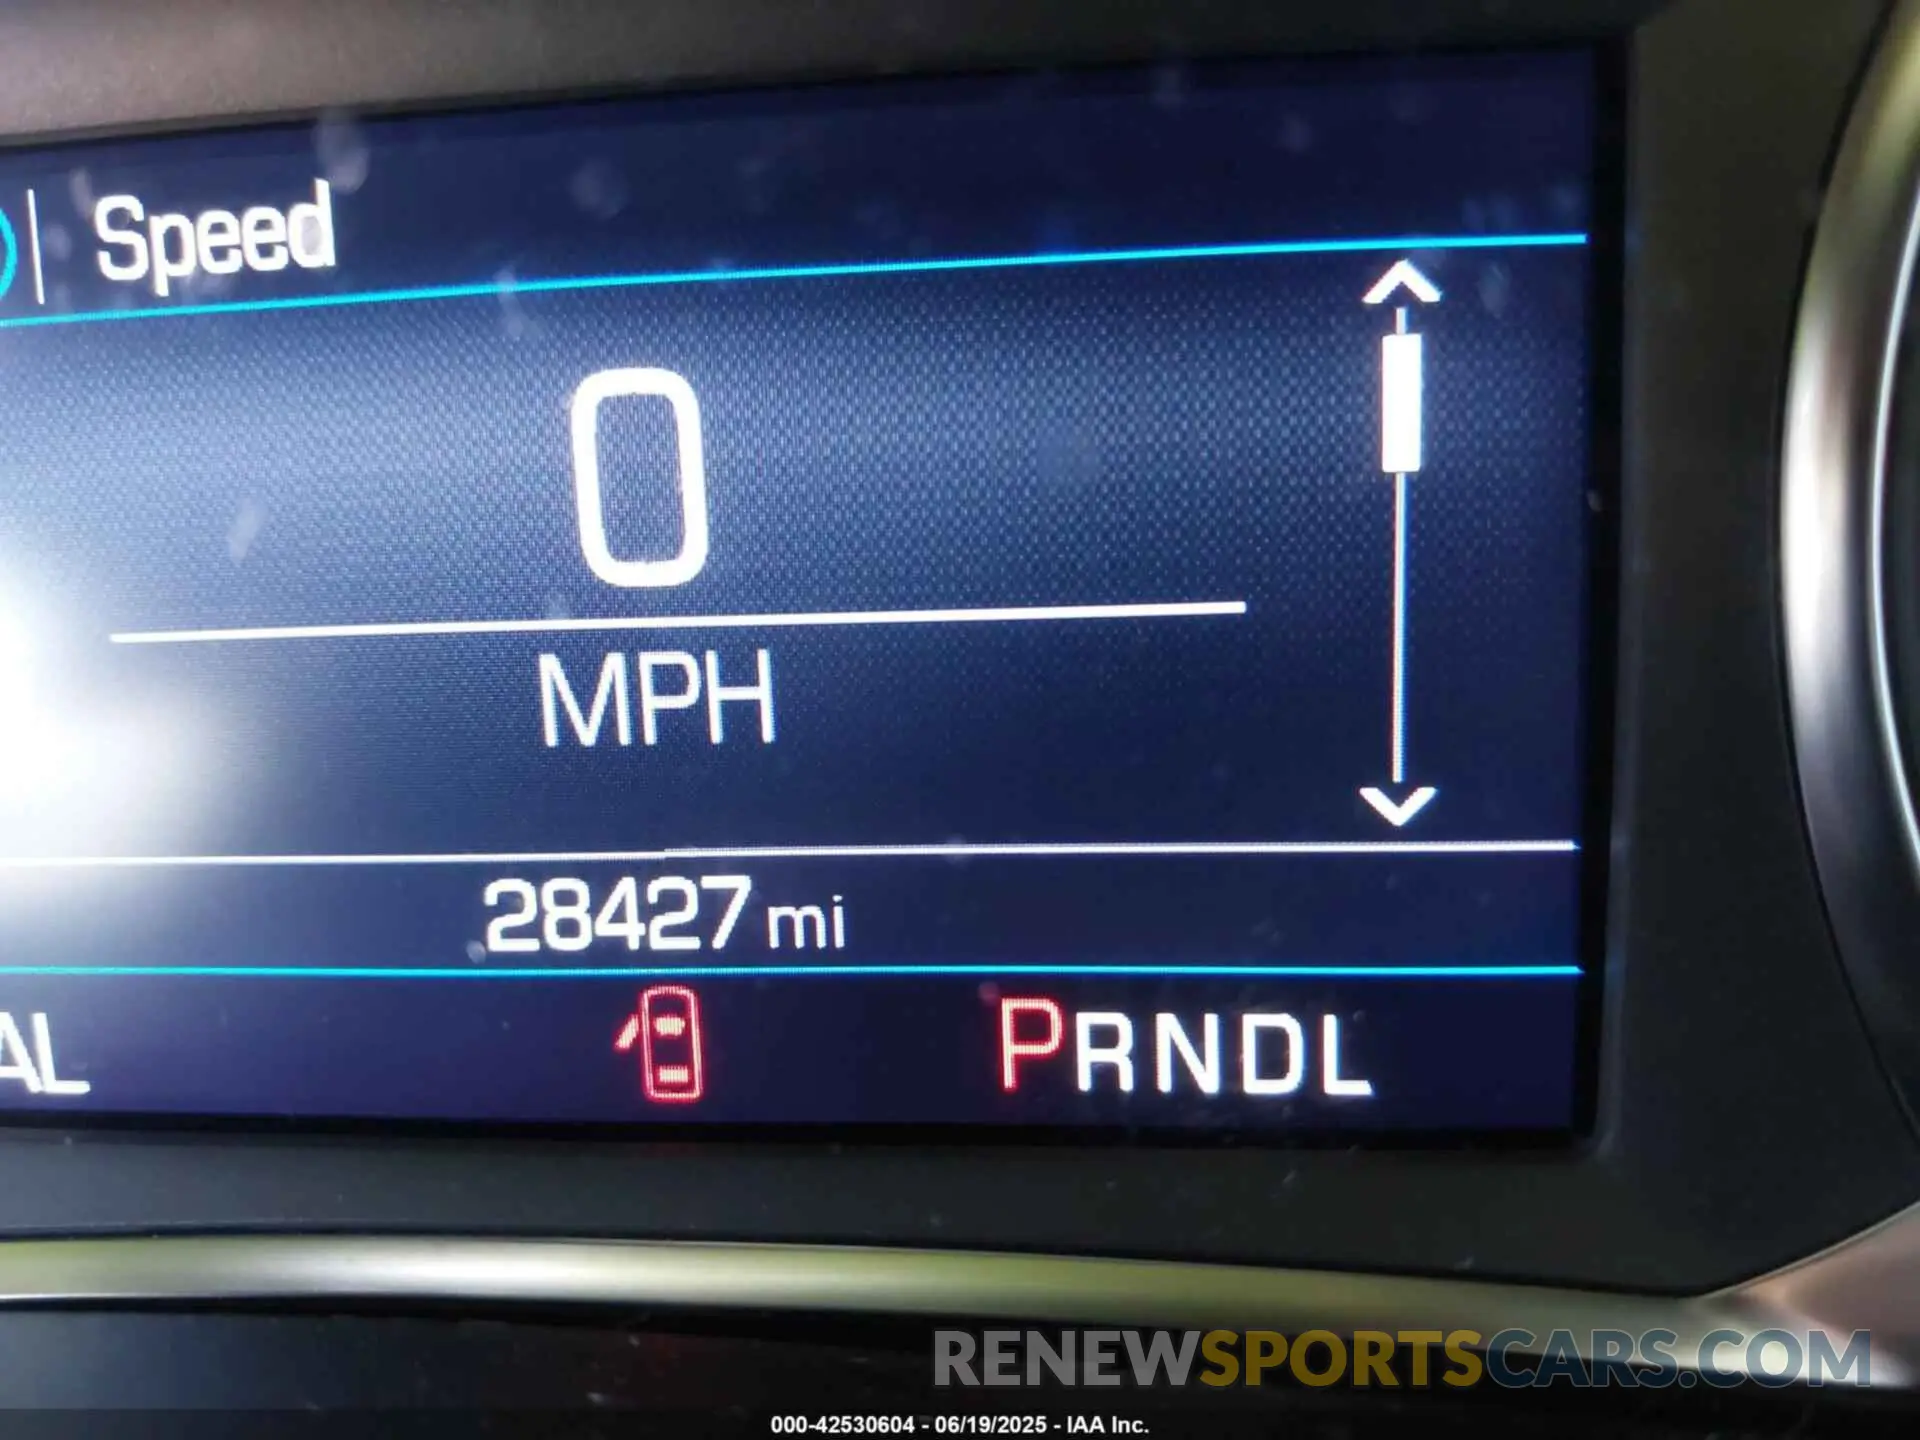 Speed
0
MPH
28427 mi
AL
PRNDL
RENEWSPORTSCARS.COM
000-42530604 - 06/19/2025 - IAA Inc.